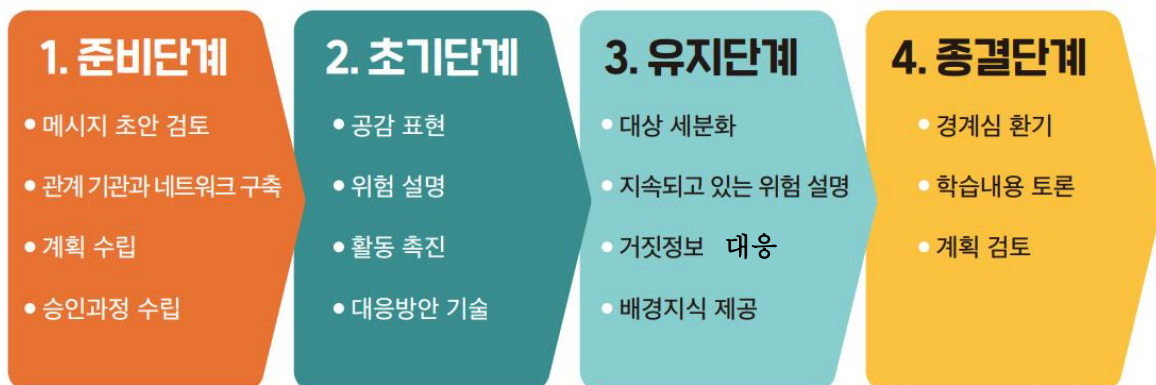 1. 준비단계
• 메시지 초안 검토
• 관계 기관과 네트워크 구축
• 계획 수립
• 승인과정 수립
2. 초기단계
• 공감 표현
• 위험 설명
• 활동 촉진
• 대응방안 기술
3. 유지단계
• 대상 세분화
• 지속되고 있는 위험 설명
• 거짓정보 대응
• 배경지식 제공
4. 종결단계
• 경계심 환기
• 학습내용 토론
• 계획 검토